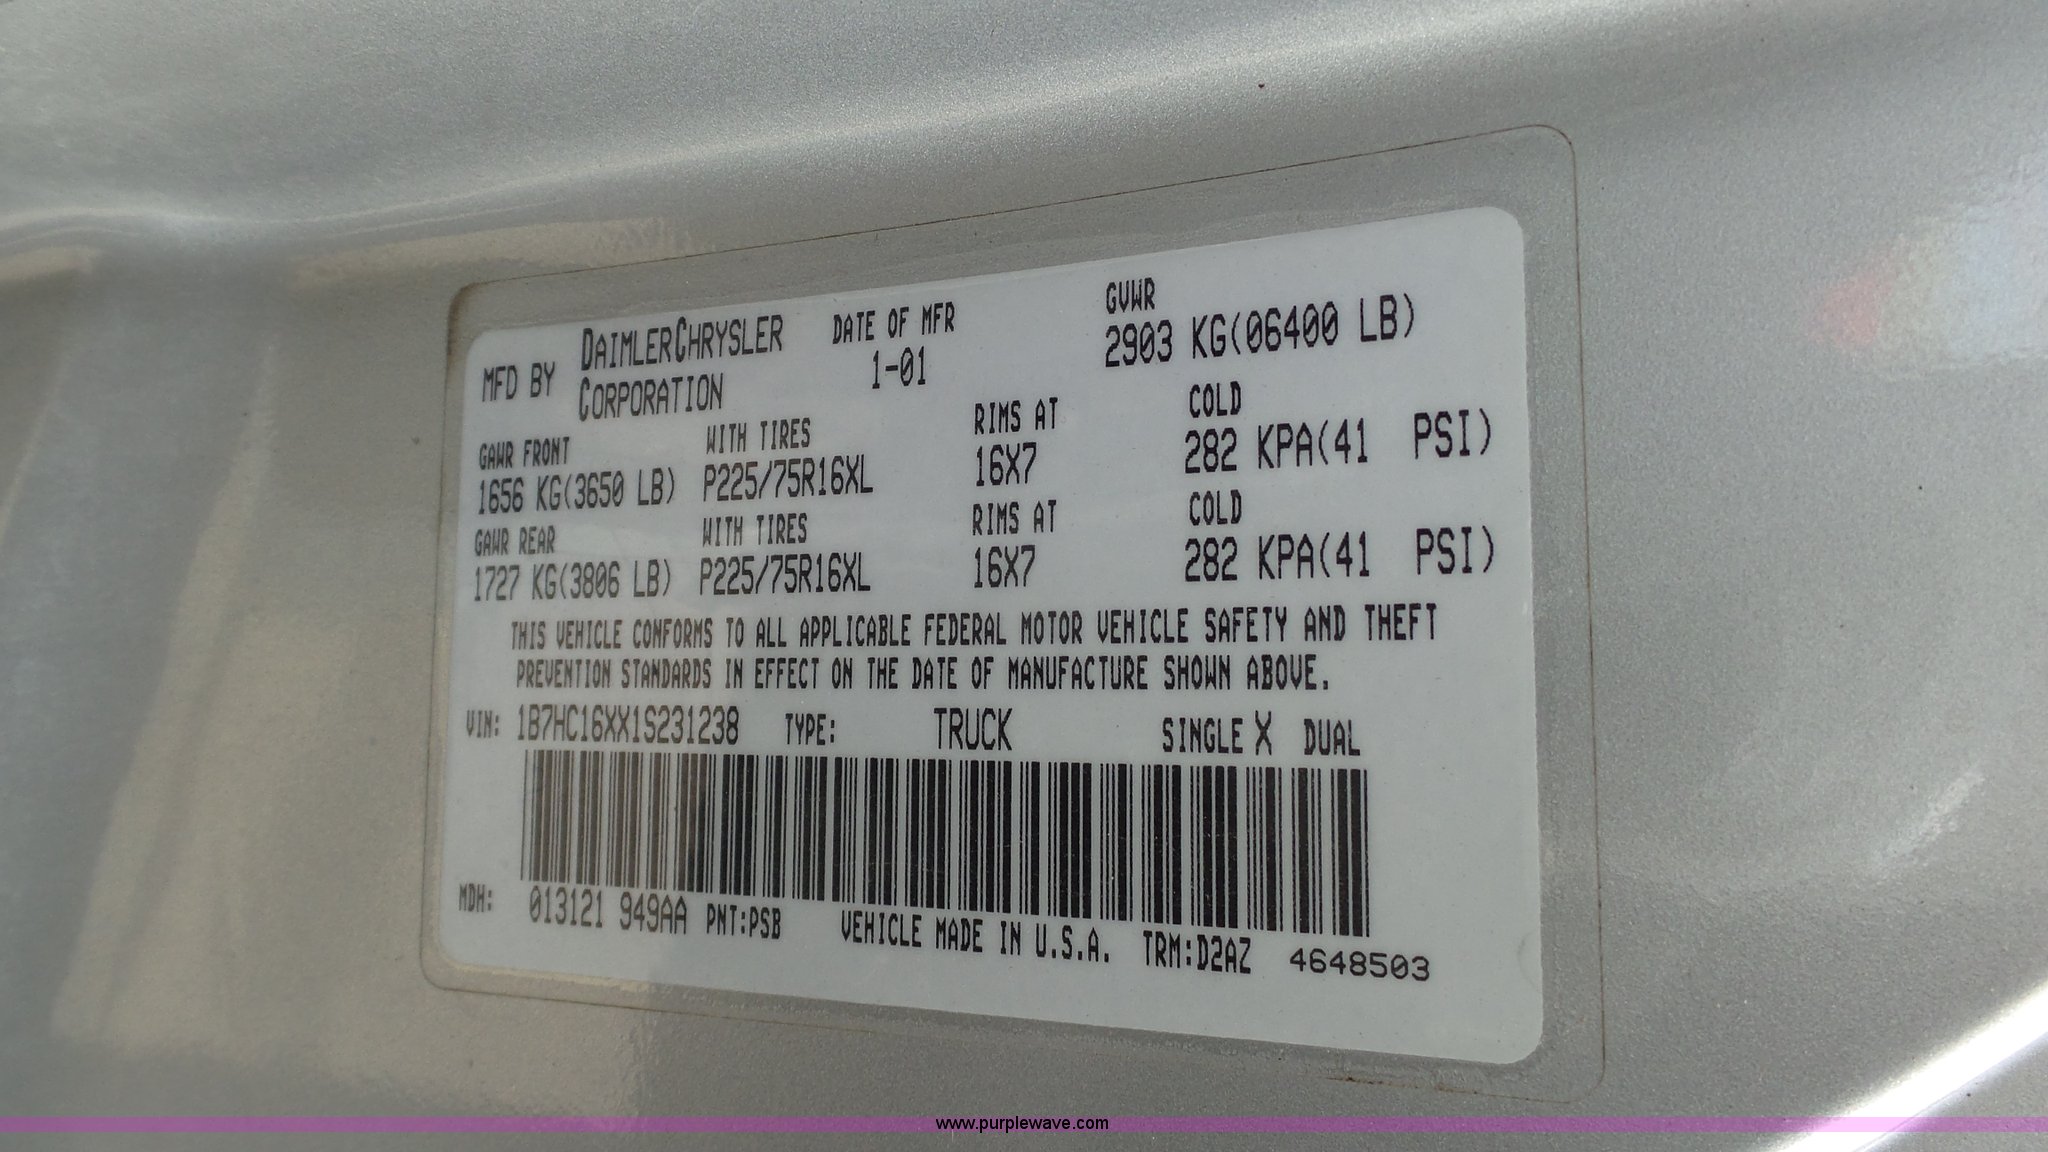 MFD BY DAIMLERCHRYSLER CORPORATION
DATE OF MFR
1-01
GVWR
2903 KG(06400 LB)
GAWR FRONT WITH TIRES RIMS AT COLD
1656 KG(3650 LB) P225/75R16XL 16X7 282 KPA(41 PSI)
GAWR REAR WITH TIRES RIMS AT COLD
1727 KG(3806 LB) P225/75R16XL 16X7 282 KPA(41 PSI)
THIS VEHICLE CONFORMS TO ALL APPLICABLE FEDERAL MOTOR VEHICLE SAFETY AND THEFT
PREVENTION STANDARDS IN EFFECT ON THE DATE OF MANUFACTURE SHOWN ABOVE.
VIN: 1B7HC16XX1S231238 TYPE: TRUCK SINGLE X DUAL
MDH: 013121 949AA PNT:PSB VEHICLE MADE IN U.S.A. TRM:D2AZ 4648503
www.purplewave.com